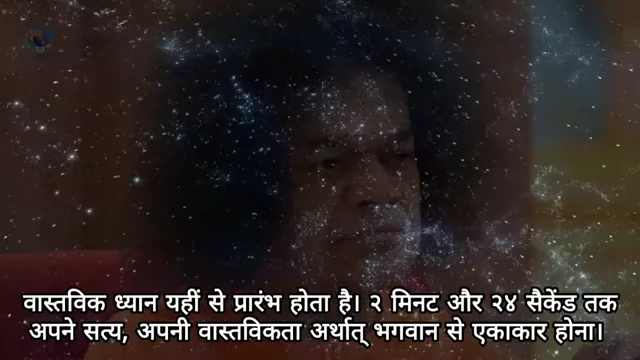 वास्तविक ध्यान यहीं से प्रारंभ होता है। २ मिनट और २४ सैकेंड तक
अपने सत्य, अपनी वास्तविकता अर्थात् भगवान से एकाकार होना।